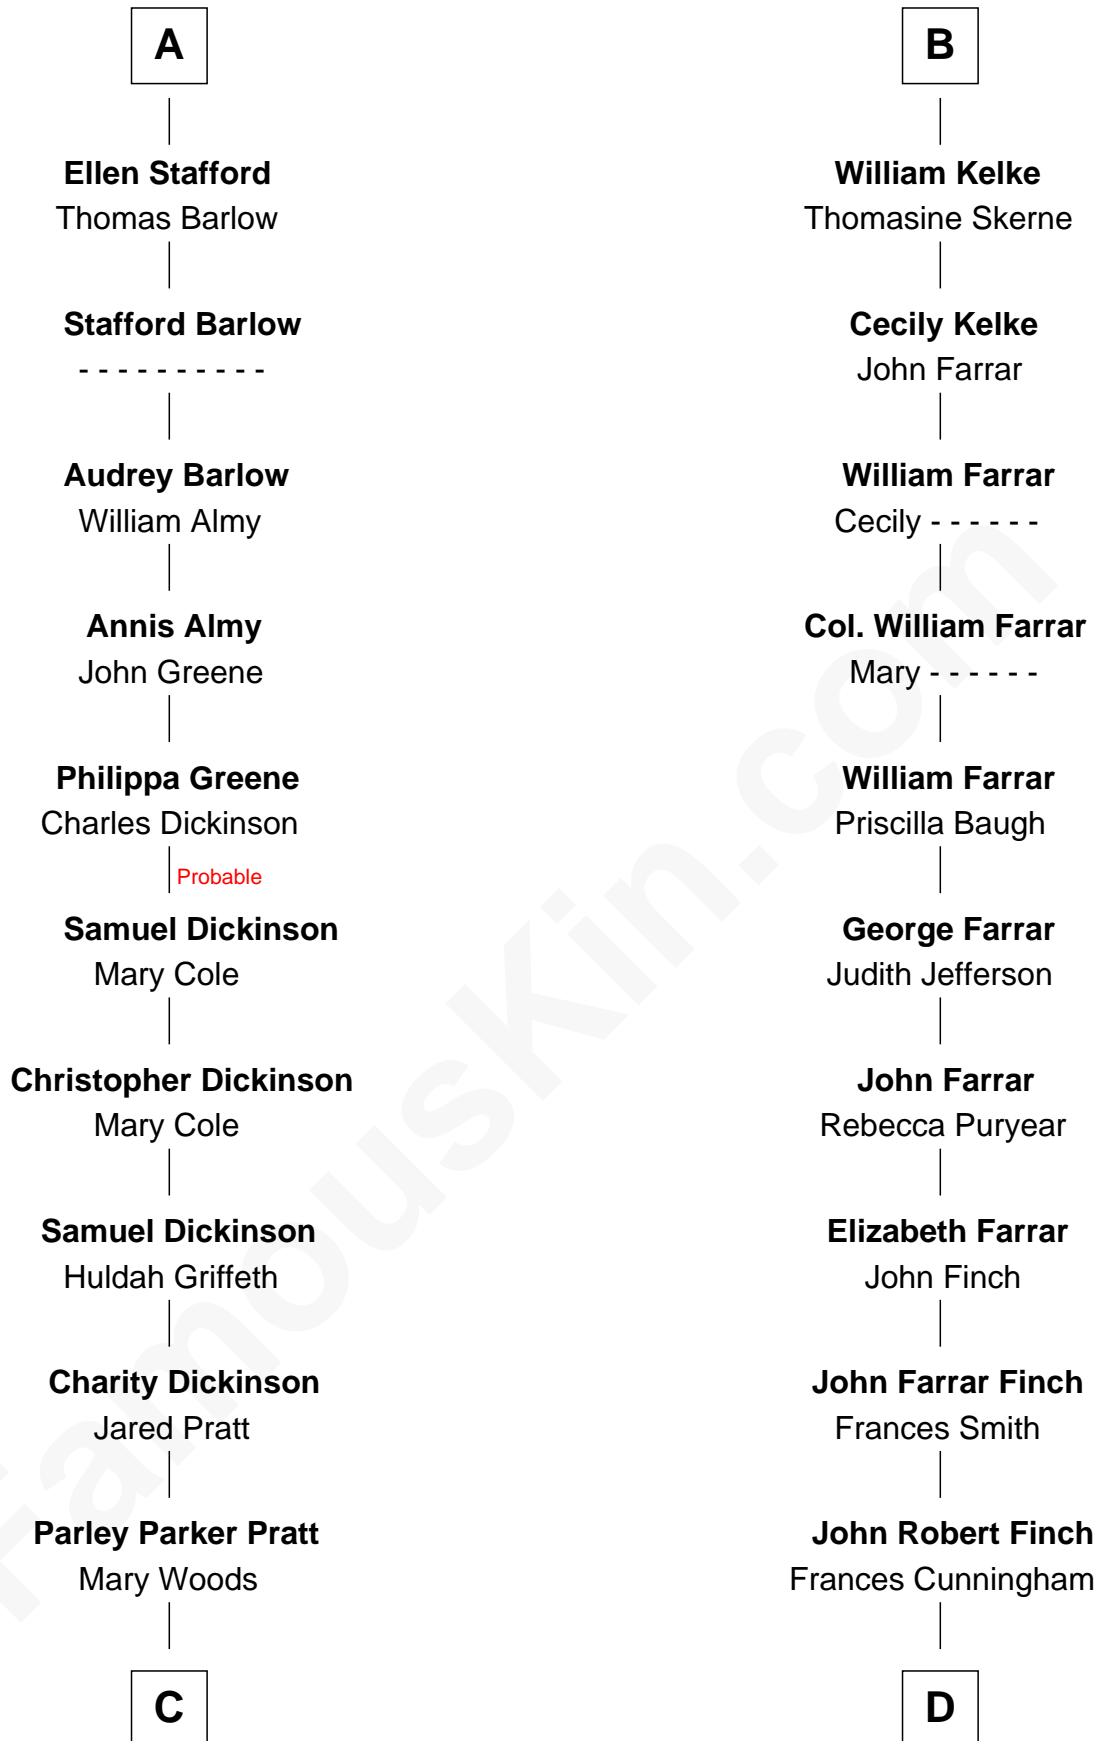 A
Ellen Stafford
Thomas Barlow
Stafford Barlow
- - - - - - - - - -
Audrey Barlow
William Almy
Annis Almy
John Greene
Philippa Greene
Charles Dickinson
Probable
Samuel Dickinson
Mary Cole
Christopher Dickinson
Mary Cole
Samuel Dickinson
Huldah Griffeth
Charity Dickinson
Jared Pratt
Parley Parker Pratt
Mary Woods
C
B
William Kelke
Thomasine Skerne
Cecily Kelke
John Farrar
William Farrar
Cecily - - - - - -
Col. William Farrar
Mary - - - - - -
William Farrar
Priscilla Baugh
George Farrar
Judith Jefferson
John Farrar
Rebecca Puryear
Elizabeth Farrar
John Finch
John Farrar Finch
Frances Smith
John Robert Finch
Frances Cunningham
D
FamousKin.com